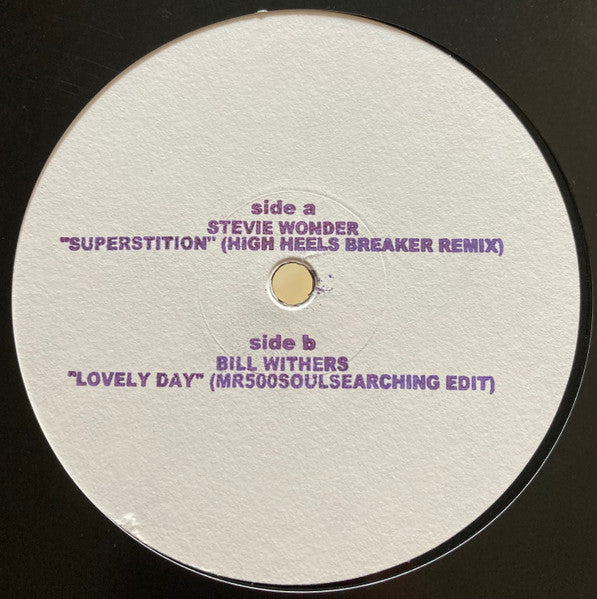 side a
STEVIE WONDER
"SUPERSTITION" (HIGH HEELS BREAKER REMIX)
side b
BILL WITHERS
"LOVELY DAY" (MR500SOULSEARCHING EDIT)